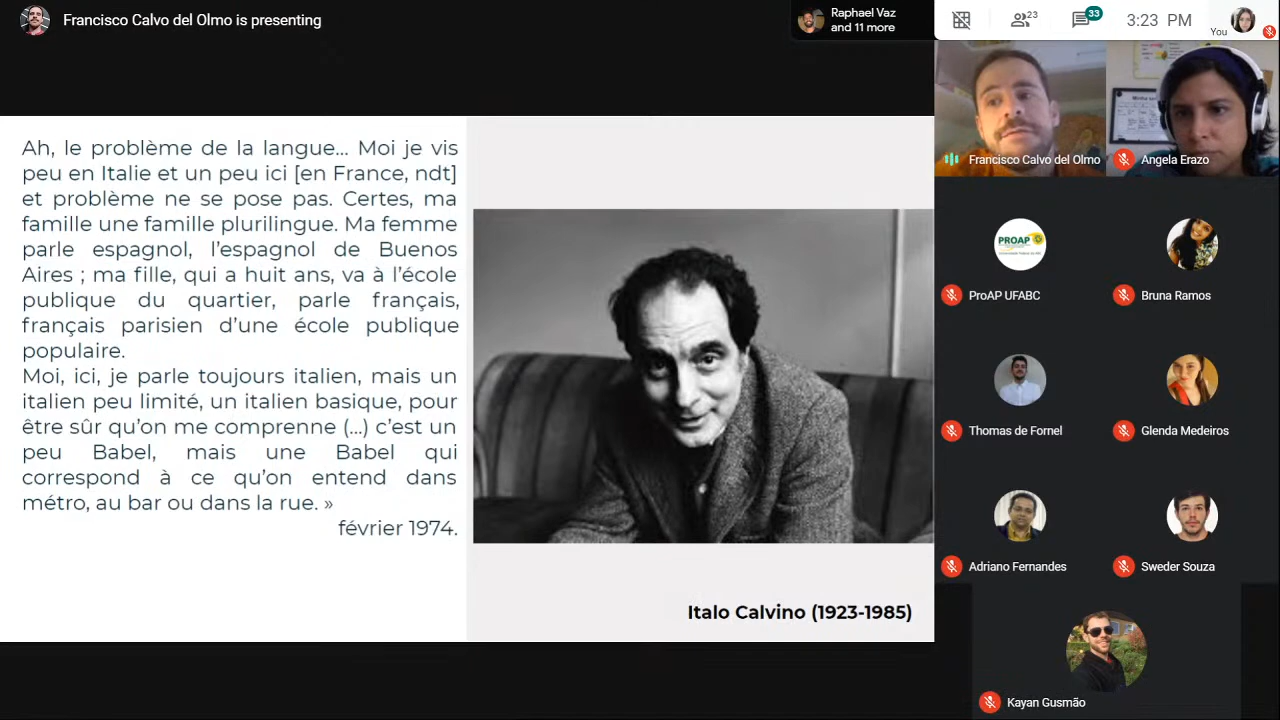 Francisco Calvo del Olmo is presenting
Raphael Vaz
and 11 more
23
33
3:23 PM
You
Ah, le problème de la langue... Moi je vis
peu en Italie et un peu ici [en France, ndt]
et problème ne se pose pas. Certes, ma
famille une famille plurilingue. Ma femme
parle espagnol, l’espagnol de Buenos
Aires ; ma fille, qui a huit ans, va à l’école
publique du quartier, parle français,
français parisien d’une école publique
populaire.
Moi, ici, je parle toujours italien, mais un
italien peu limité, un italien basique, pour
être sûr qu’on me comprenne (...) c’est un
peu Babel, mais une Babel qui
correspond à ce qu’on entend dans
métro, au bar ou dans la rue. »
février 1974.
Italo Calvino (1923-1985)
Francisco Calvo del Olmo
Angela Erazo
PROAP
ProAP UFABC
Bruna Ramos
Thomas de Fornel
Glenda Medeiros
Adriano Fernandes
Sweder Souza
Kayan Gusmão